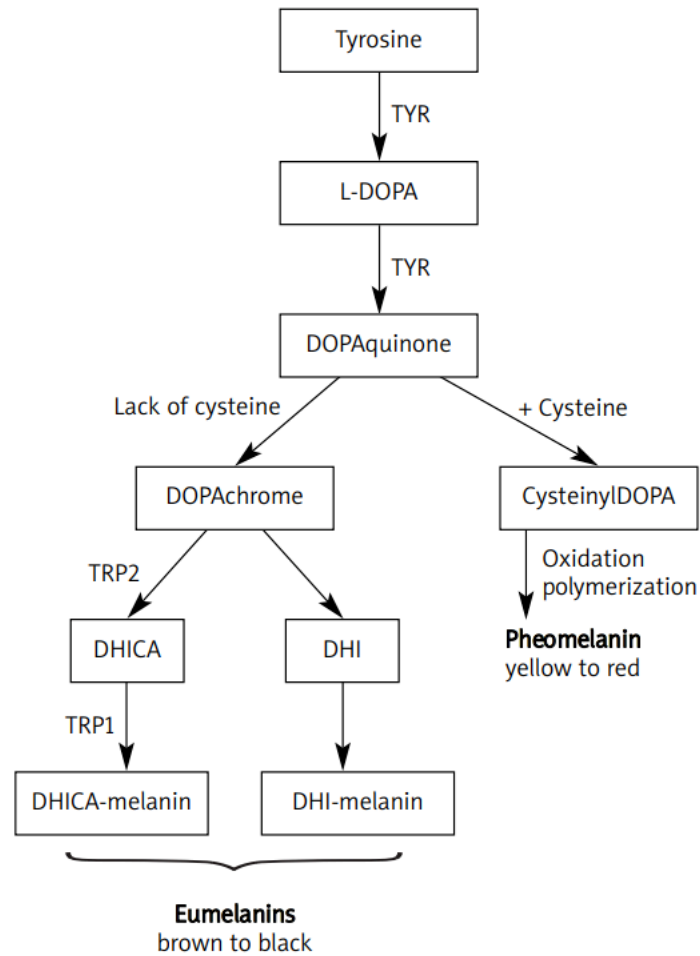 Tyrosine
TYR
L-DOPA
TYR
DOPAquinone
Lack of cysteine
+ Cysteine
DOPAchrome
CysteinylDOPA
TRP2
Oxidation
polymerization
DHICA
DHI
Pheomelanin
yellow to red
TRP1
DHICA-melanin
DHI-melanin
Eumelanins
brown to black